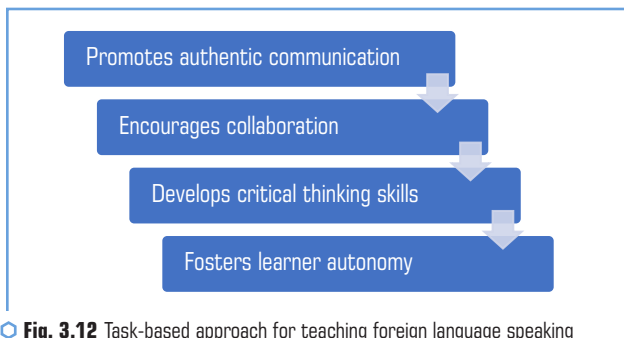 Promotes authentic communication
Encourages collaboration
Develops critical thinking skills
Fosters learner autonomy
Fig. 3.12 Task-based approach for teaching foreign language speaking